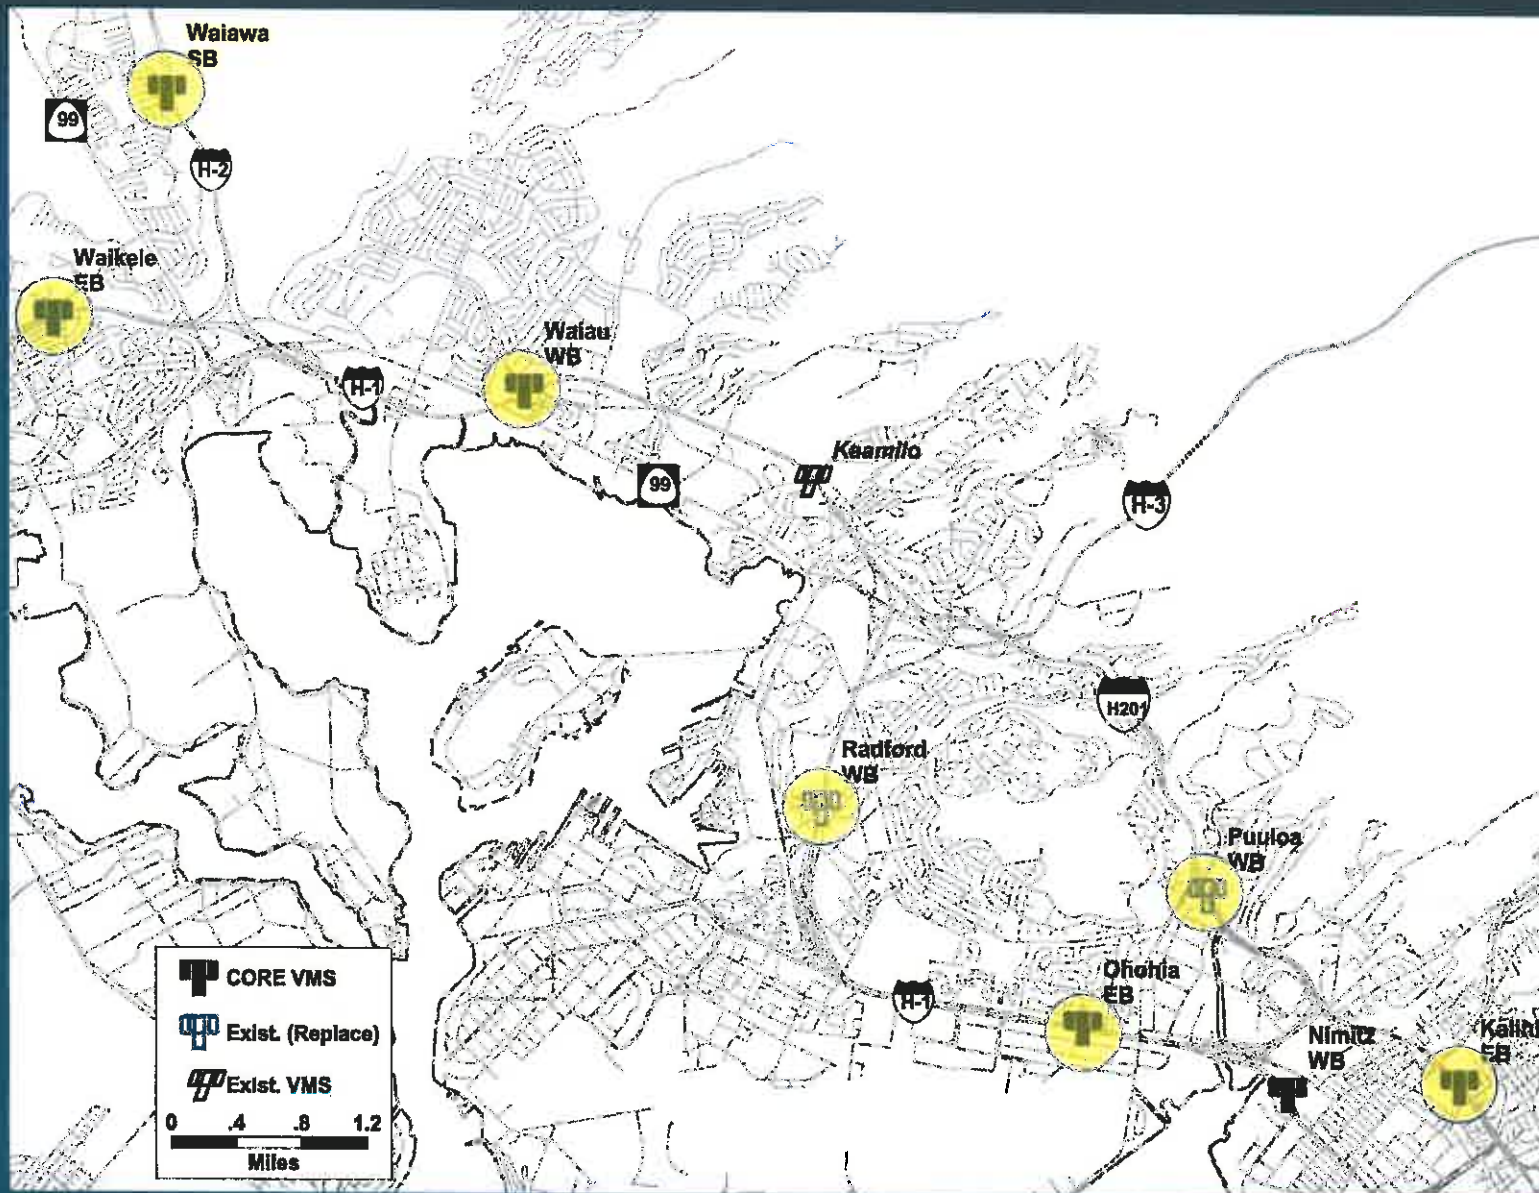 Waiawa
SB
99
H-2
Waikele
EB
Waiau
WB
H-1
Kaamilo
99
H-3
H201
Radford
WB
Puuloa
WB
Ohohia
EB
H-1
Nimitz
WB
EB
CORE VMS
Exist. (Replace)
Exist. VMS
0 .4 .8 1.2
Miles